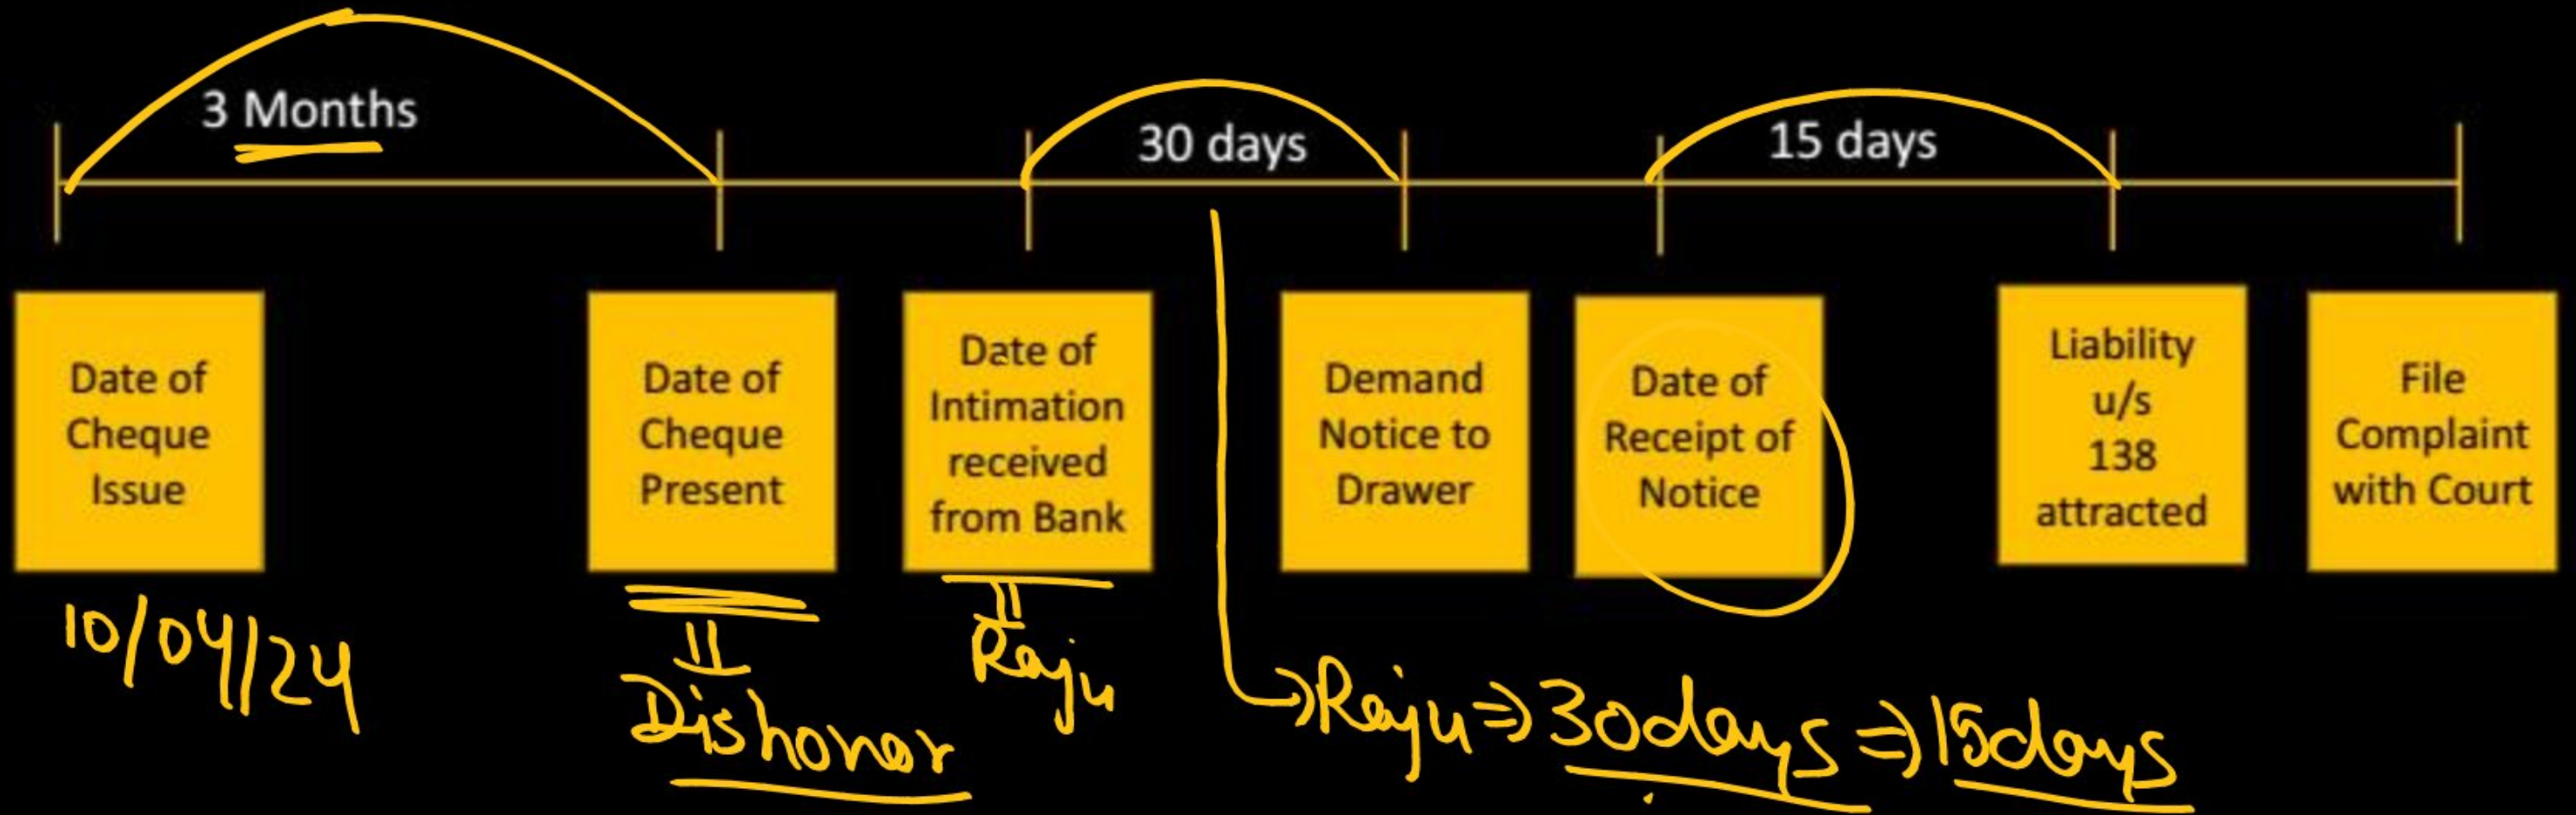 3 Months
30 days
15 days
Date of
Cheque
Issue
Date of
Cheque
Present
Date of
Intimation
received
from Bank
Demand
Notice to
Drawer
Date of
Receipt of
Notice
Liability
u/s
138
attracted
File
Complaint
with Court
10/04/24
Dishonor
Raju
⇒Raju⇒30days⇒15days